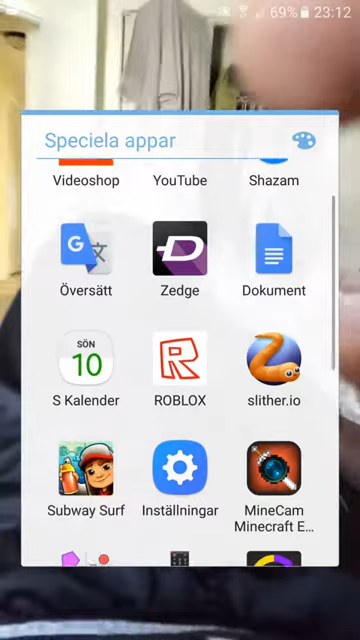 69% 23:12
Speciela appar
Videoshop YouTube Shazam
G 文
Översätt Zedge Dokument
SÖN
10
S Kalender ROBLOX slither.io
Subway Surf Inställningar MineCam
Minecraft E...